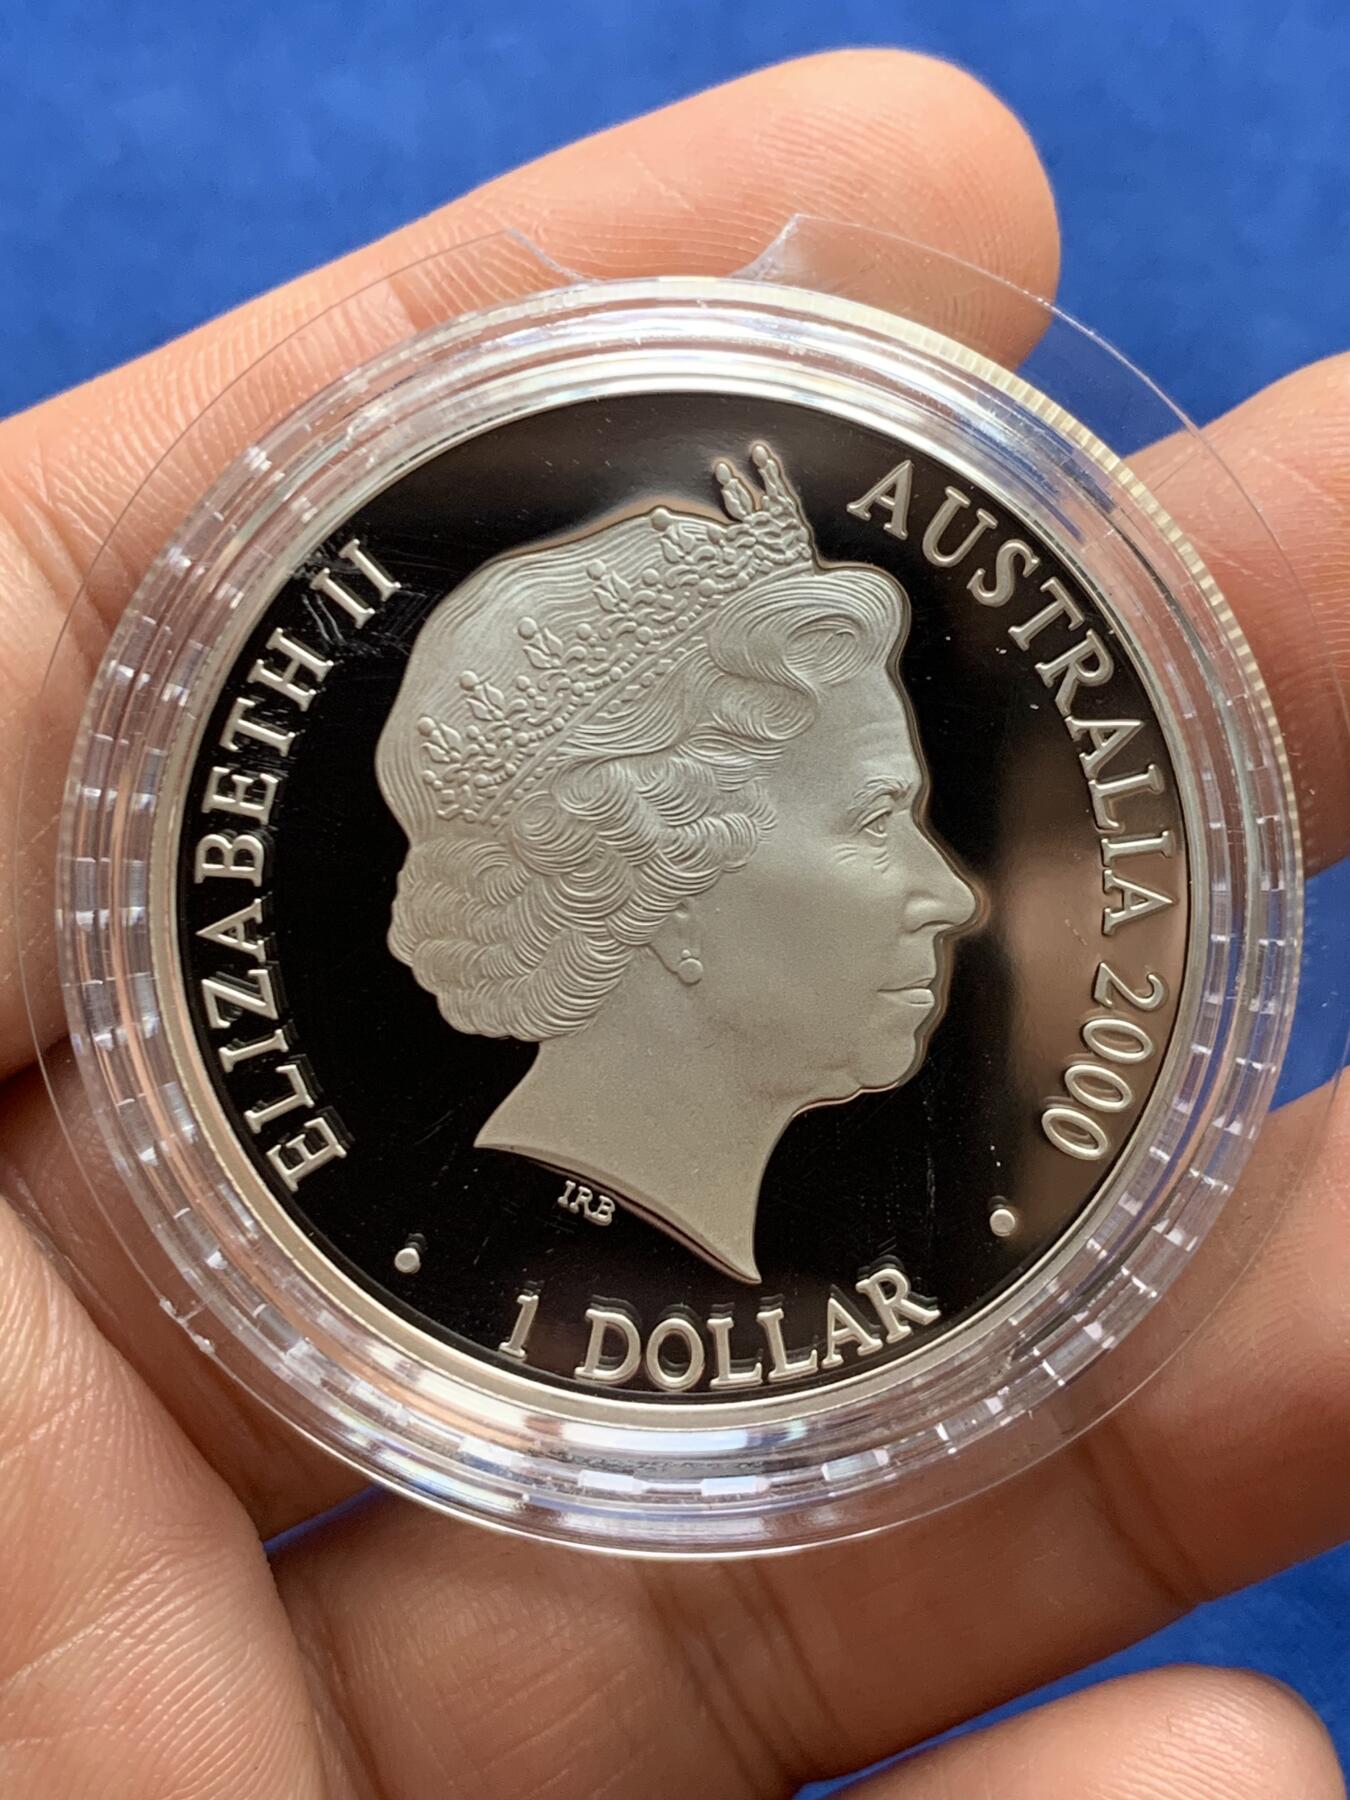 ELIZABETH II
AUSTRALIA 2000
IRB
1 DOLLAR